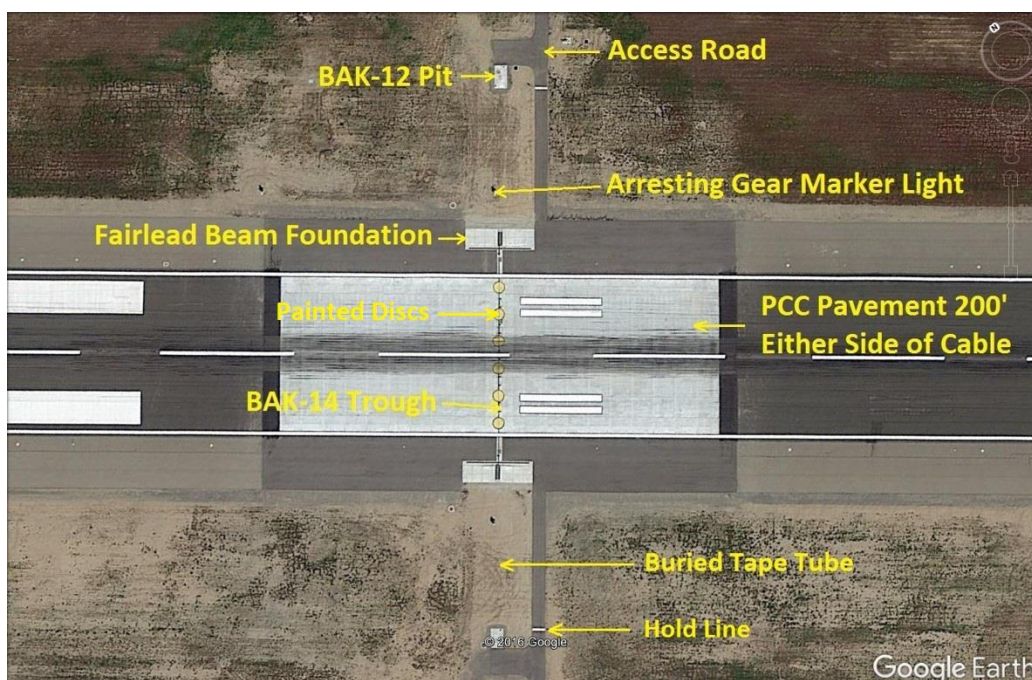 Access Road
BAK-12 Pit
Arresting Gear Marker Light
Fairlead Beam Foundation
Painted Discs
PCC Pavement 200'
Either Side of Cable
BAK-14 Trough
Buried Tape Tube
Hold Line
© 2016 Google
Google Earth